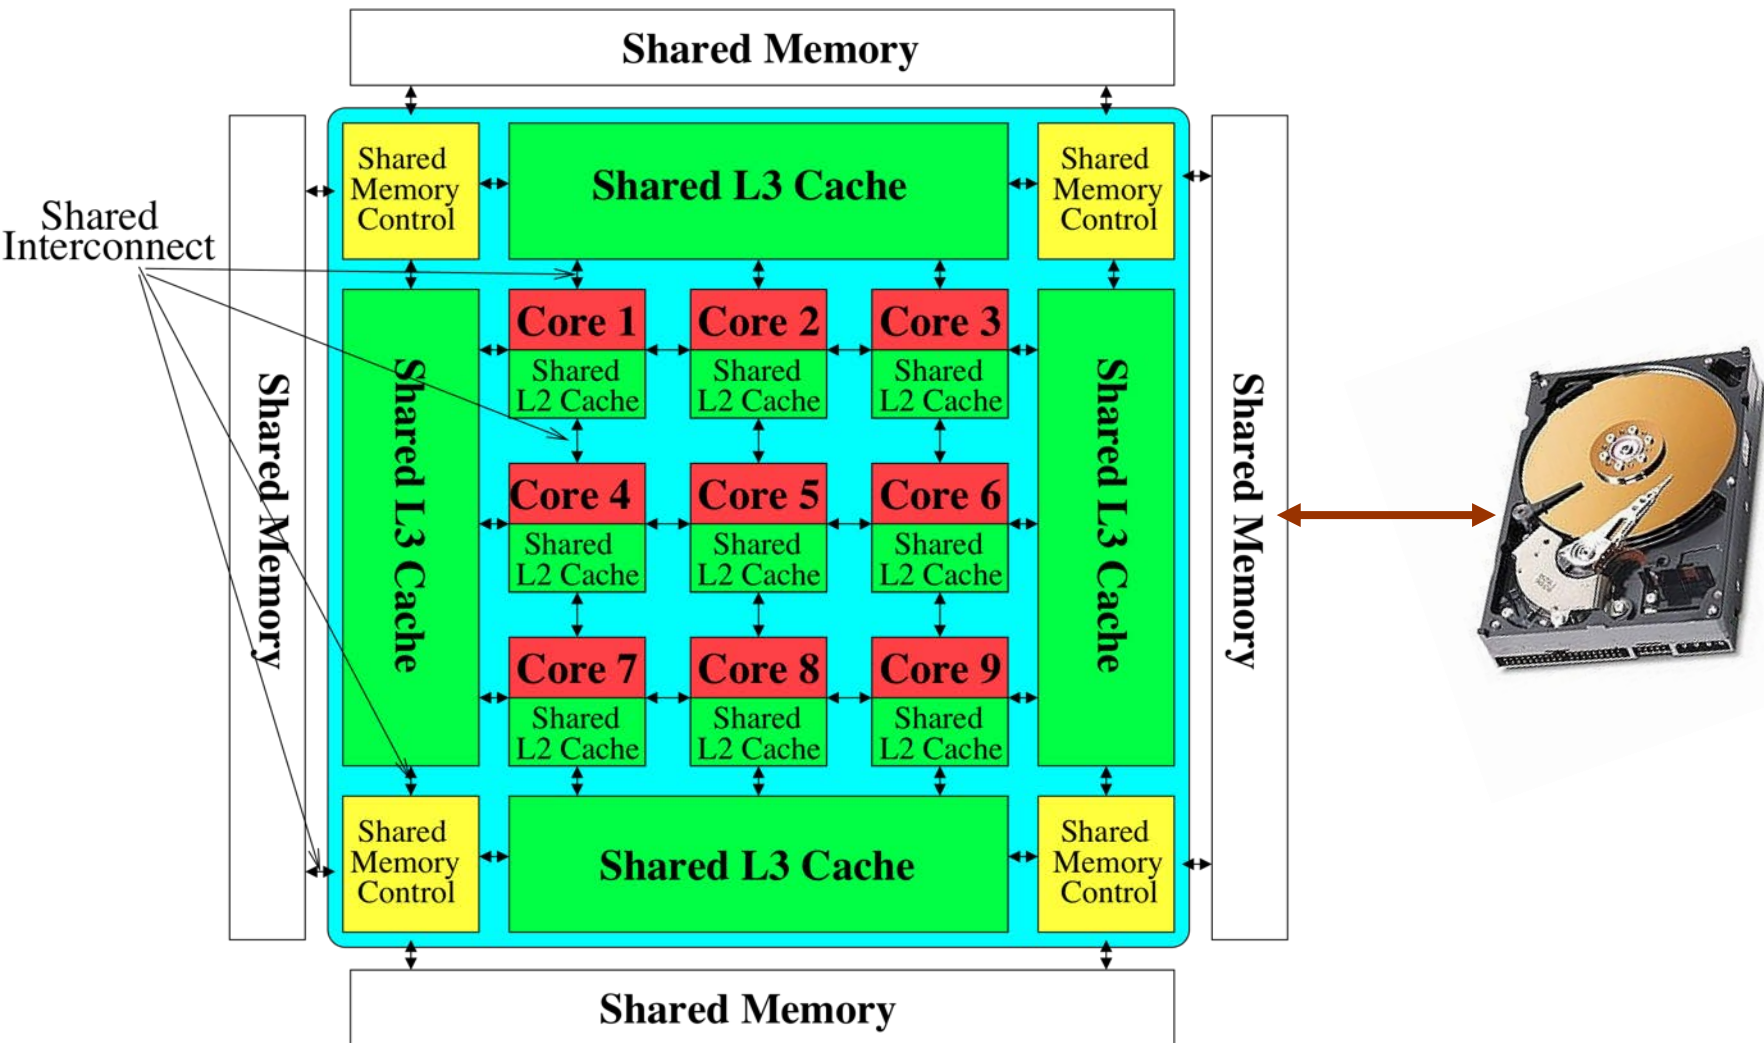 Shared Memory
Shared
Memory
Control
Shared L3 Cache
Shared
Memory
Control
Shared
Interconnect
Shared Memory
Shared L3 Cache
Core 1
Shared
L2 Cache
Core 2
Shared
L2 Cache
Core 3
Shared
L2 Cache
Core 4
Shared
L2 Cache
Core 5
Shared
L2 Cache
Core 6
Shared
L2 Cache
Core 7
Shared
L2 Cache
Core 8
Shared
L2 Cache
Core 9
Shared
L2 Cache
Shared L3 Cache
Shared Memory
Shared
Memory
Control
Shared L3 Cache
Shared
Memory
Control
Shared Memory